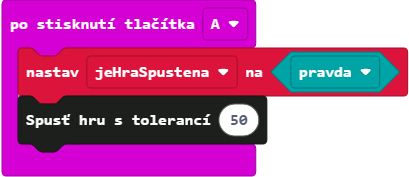 po stisknutí tlačítka A
nastav jeHraSpustena na pravda
Spusť hru s tolerancí 50